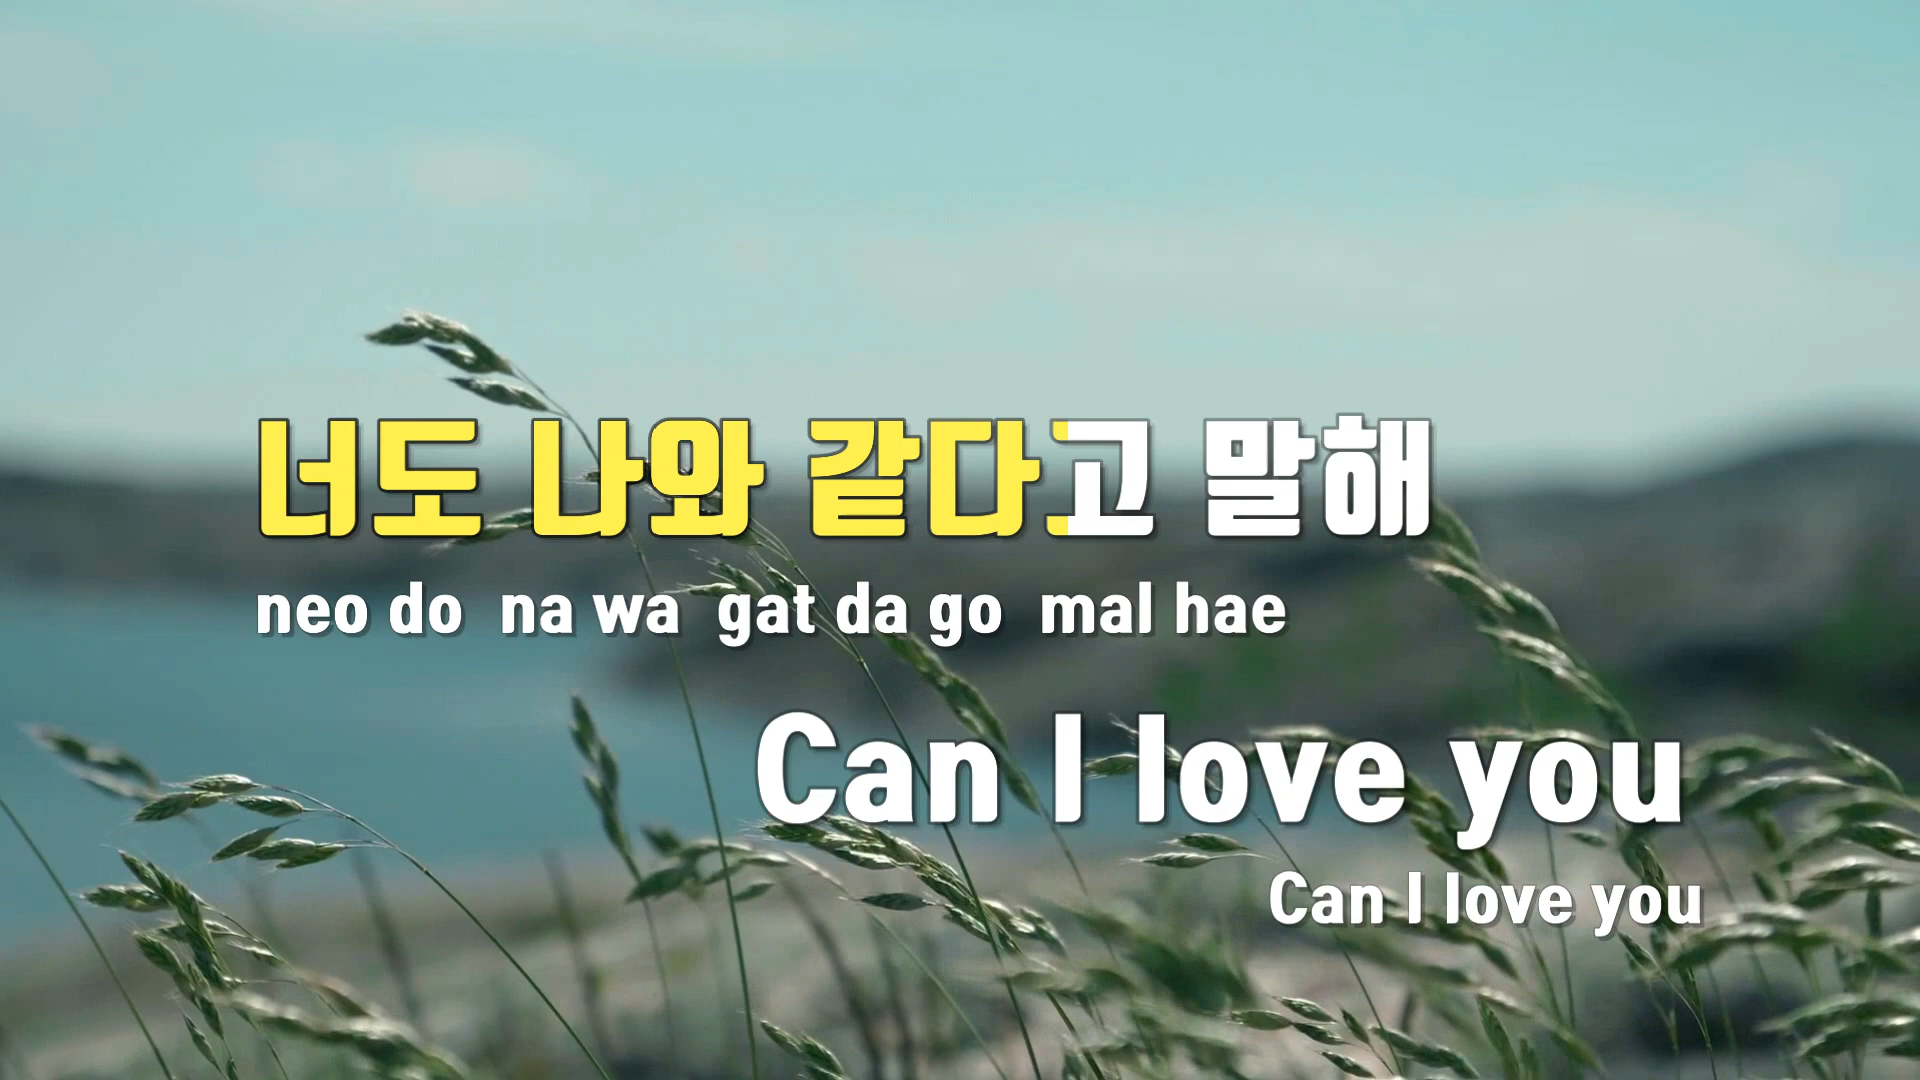 너도 나와 같다고 말해
neo do na wa gat da go mal hae
Can I love you
Can I love you